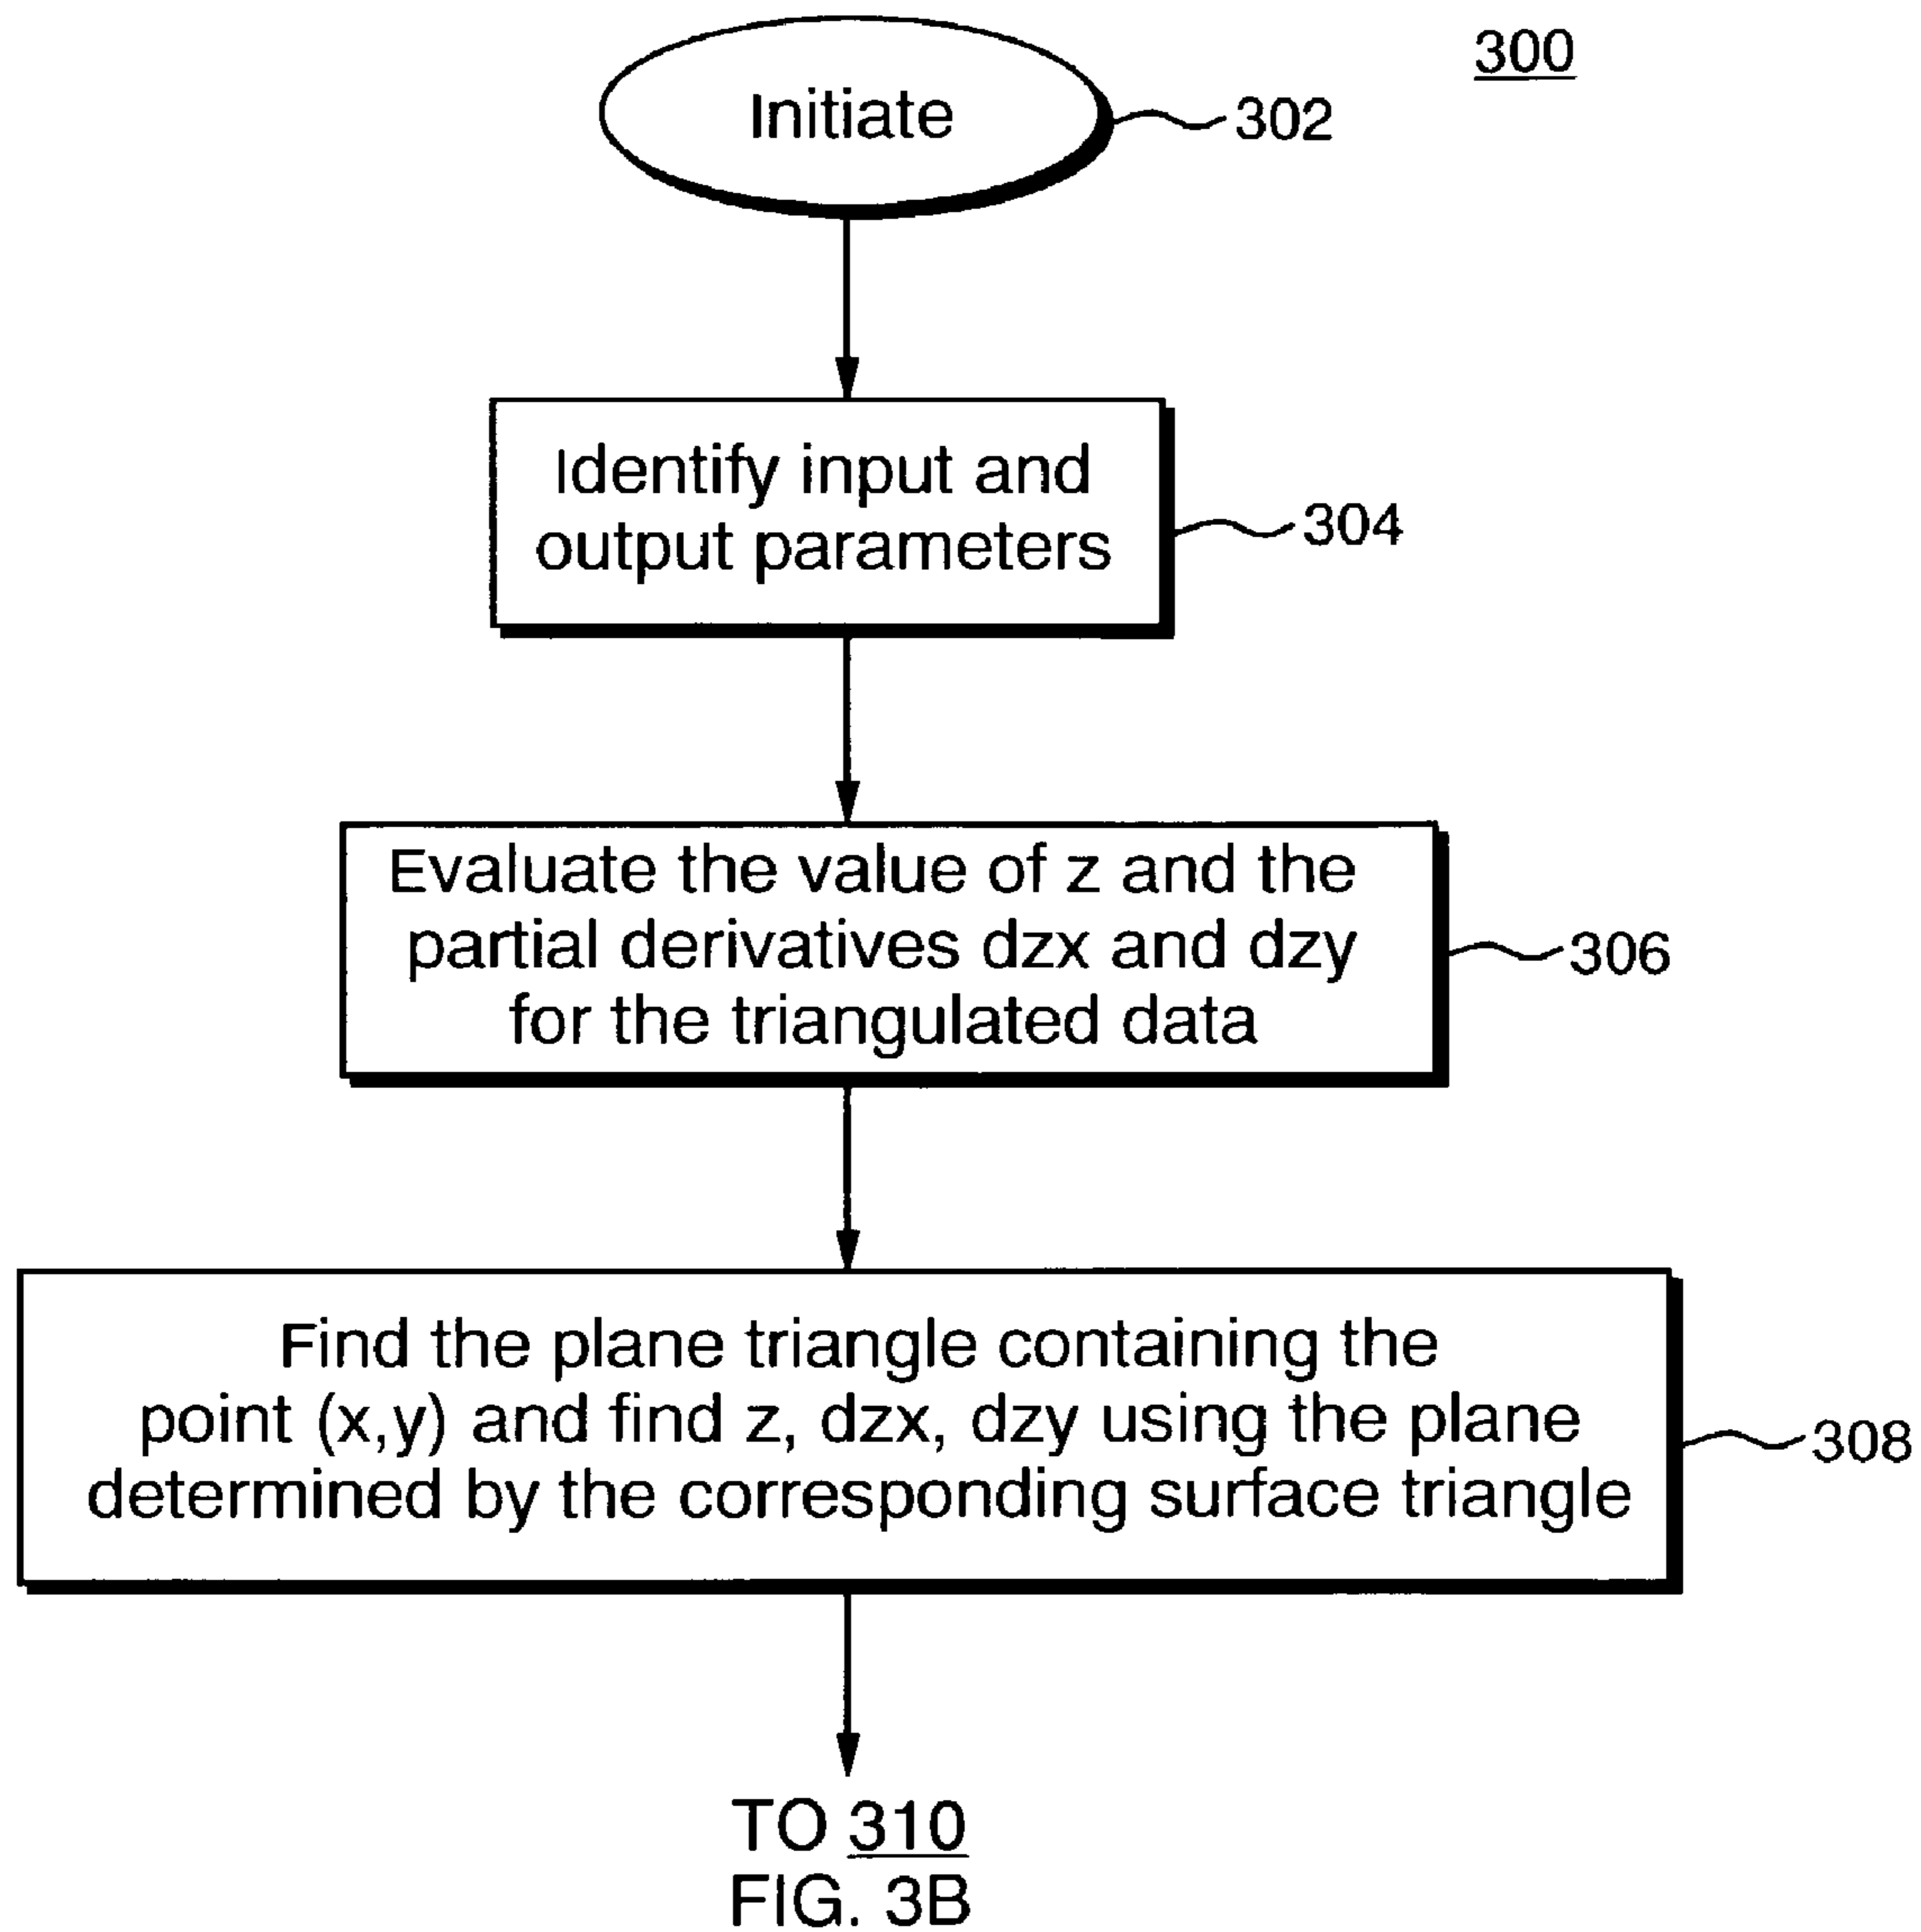 300
Initiate
302
Identify input and
output parameters
304
Evaluate the value of z and the
partial derivatives dzx and dzy
for the triangulated data
306
Find the plane triangle containing the
point (x,y) and find z, dzx, dzy using the plane
determined by the corresponding surface triangle
308
TO 310
FIG. 3B